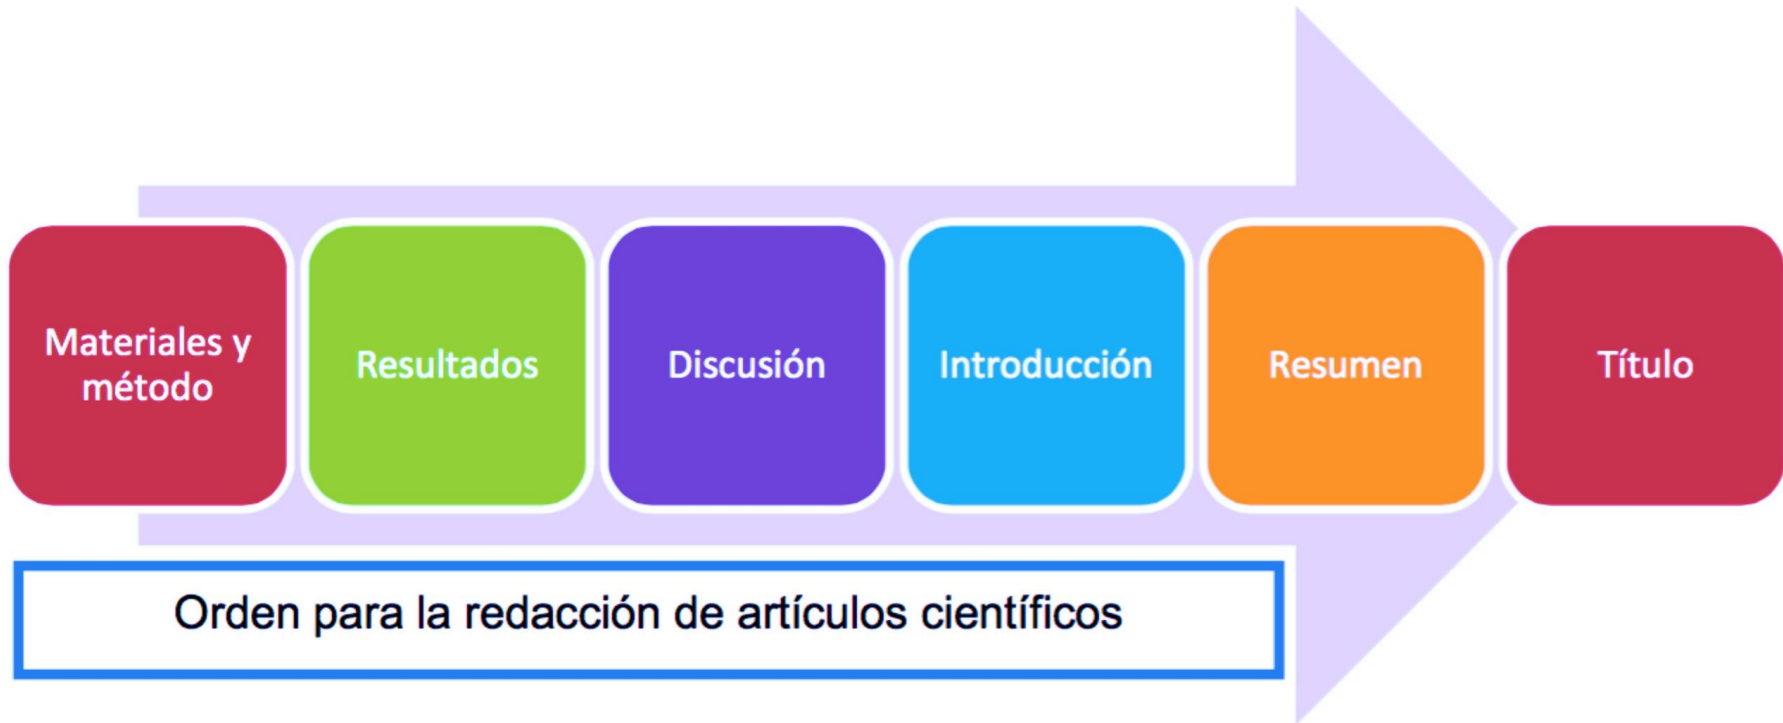 Materiales y
método
Resultados
Discusión
Introducción
Resumen
Título
Orden para la redacción de artículos científicos